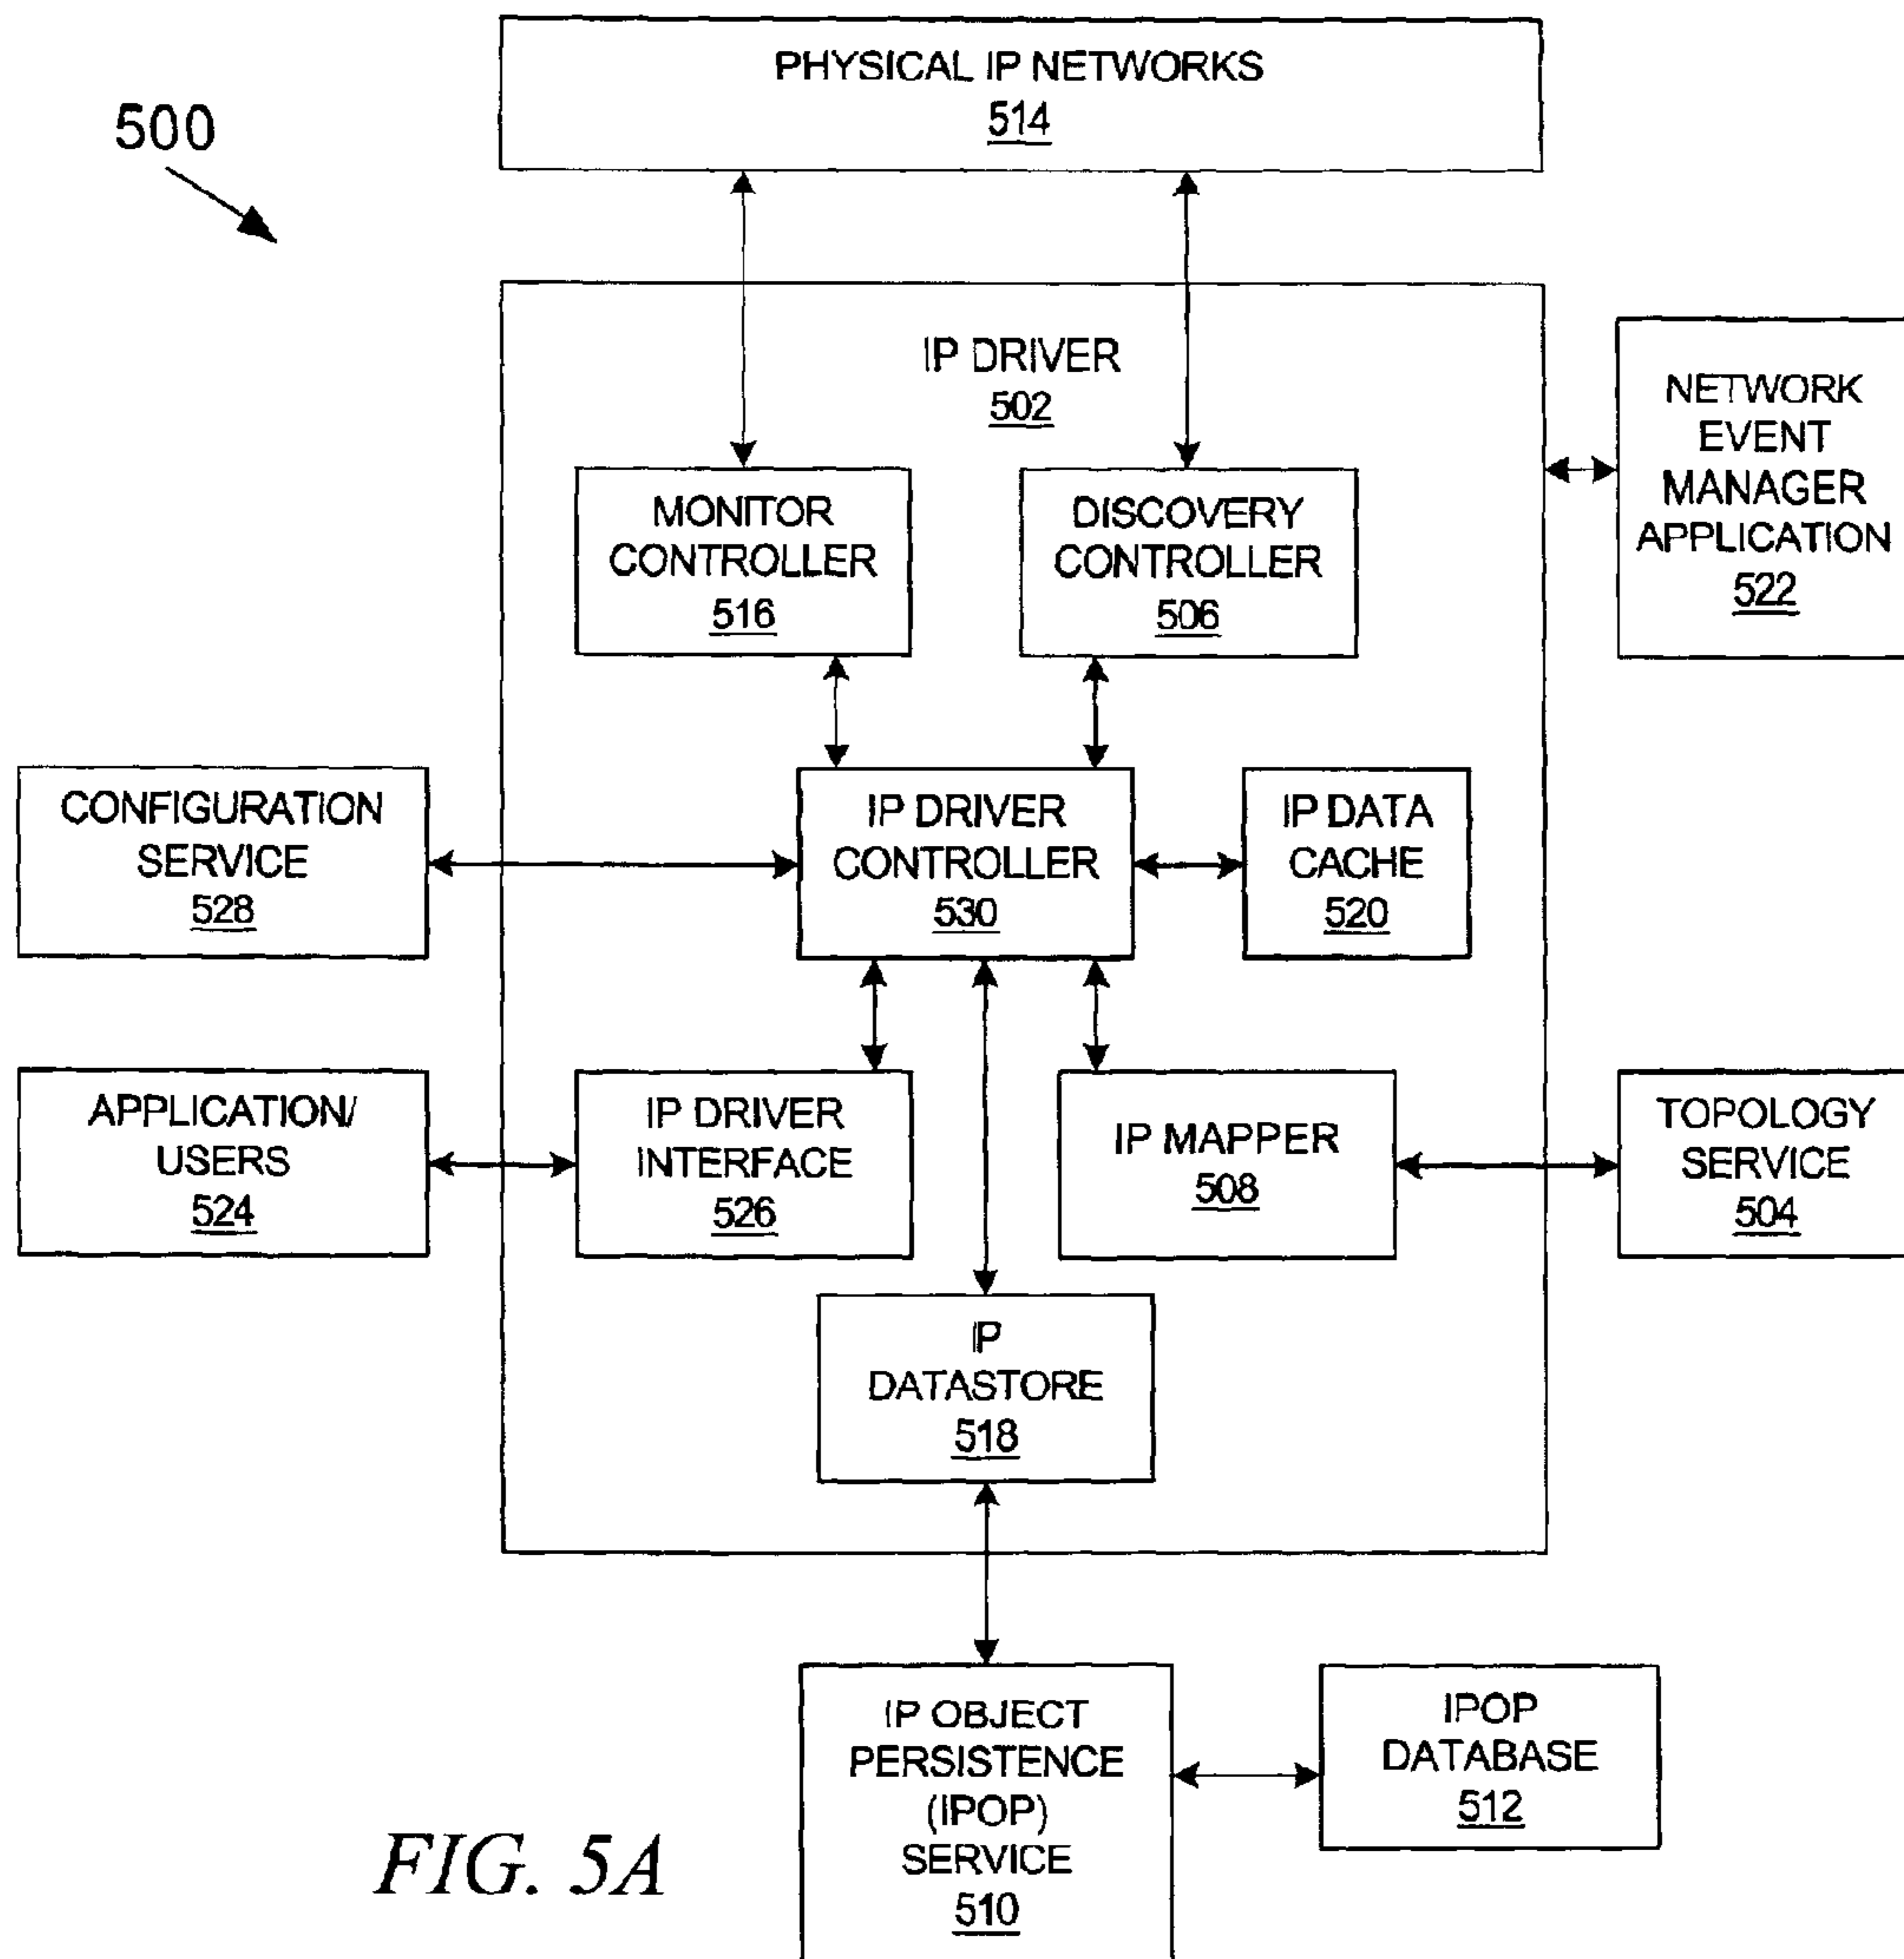 PHYSICAL IP NETWORKS
514
500
IP DRIVER
502
NETWORK
EVENT
MANAGER
APPLICATION
522
MONITOR
CONTROLLER
516
DISCOVERY
CONTROLLER
506
CONFIGURATION
SERVICE
528
IP DRIVER
CONTROLLER
530
IP DATA
CACHE
520
APPLICATION/
USERS
524
IP DRIVER
INTERFACE
526
IP MAPPER
508
TOPOLOGY
SERVICE
504
IP
DATASTORE
518
IP OBJECT
PERSISTENCE
(IPOP)
SERVICE
510
IPOP
DATABASE
512
FIG. 5A